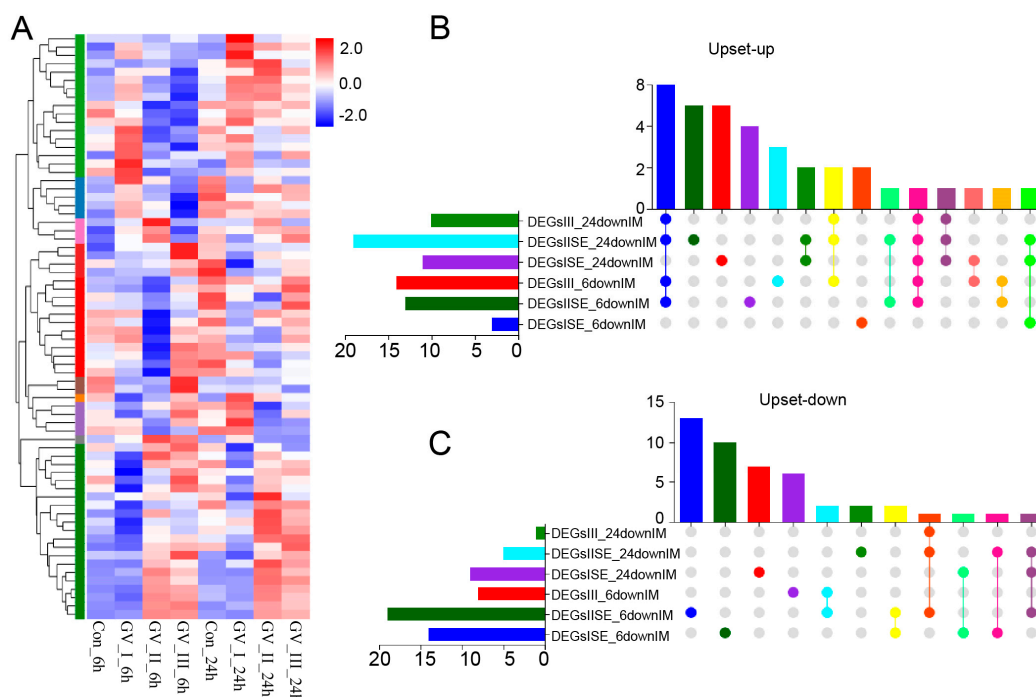 A
2.0
0.0
-2.0
Con_6h
GV_I_6h
GV_II_6h
GV_III_6h
Con_24h
GV_I_24h
GV_II_24h
GV_III_24h
B
Upset-up
8
4
2
0
DEGsIII_24downIM
DEGsIISE_24downIM
DEGsISE_24downIM
DEGsIII_6downIM
DEGsIISE_6downIM
DEGsISE_6downIM
20 15 10 5 0
C
Upset-down
15
10
5
0
DEGsIII_24downIM
DEGsIISE_24downIM
DEGsISE_24downIM
DEGsIII_6downIM
DEGsIISE_6downIM
DEGsISE_6downIM
20 15 10 5 0